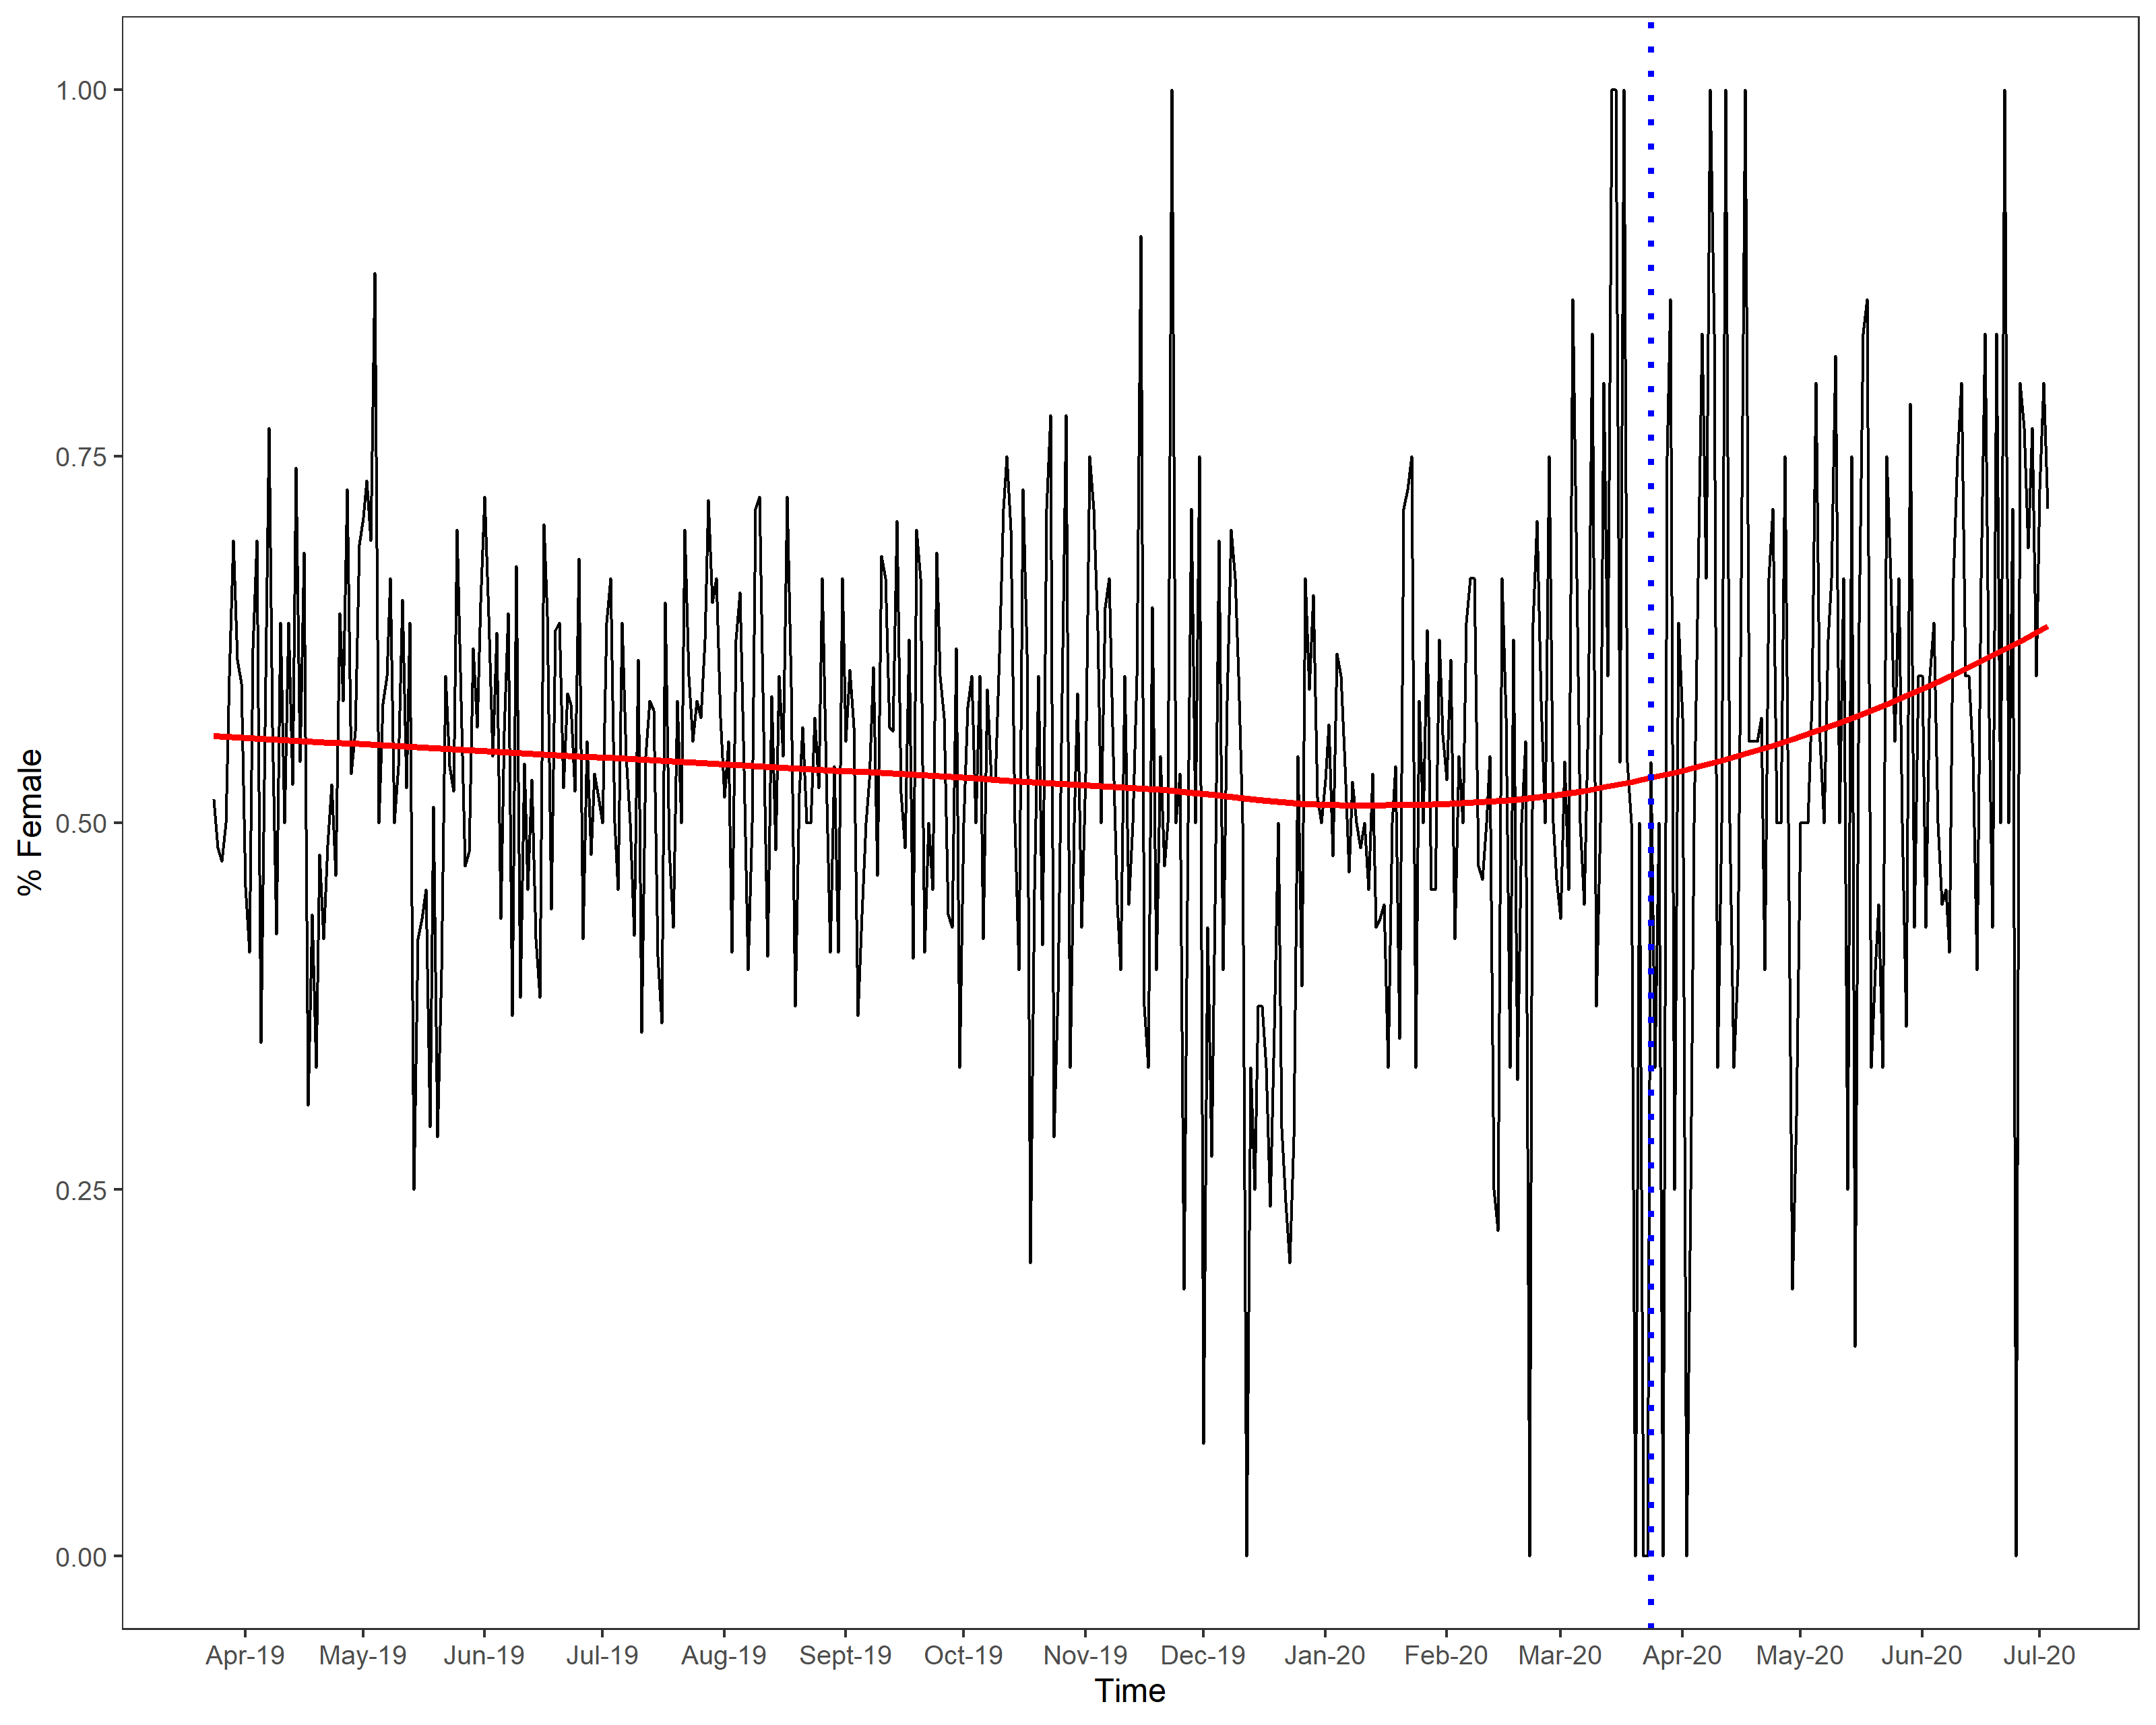 % Female
1.00
0.75
0.50
0.25
0.00
Apr-19 May-19 Jun-19 Jul-19 Aug-19 Sept-19 Oct-19 Nov-19 Dec-19 Jan-20 Feb-20 Mar-20 Apr-20 May-20 Jun-20 Jul-20
Time